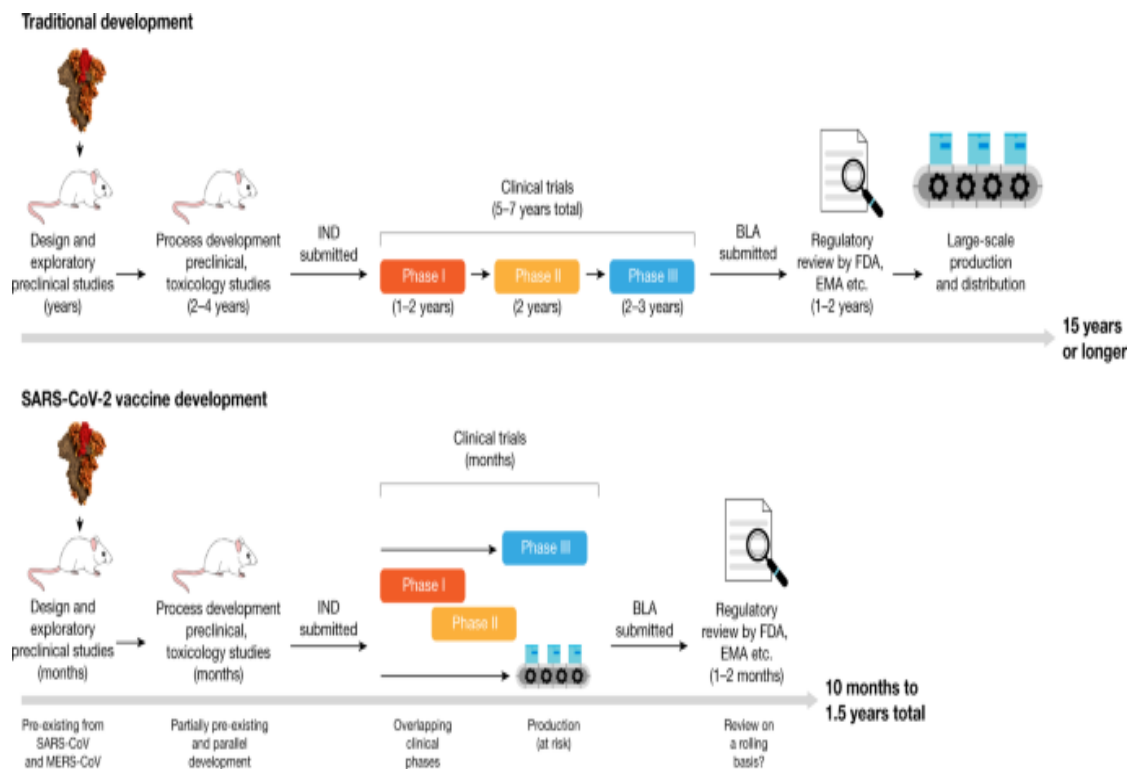 Traditional development
Design and
exploratory
preclinical studies
(years)
Process development
preclinical,
toxicology studies
(2–4 years)
IND
submitted
Clinical trials
(5–7 years total)
Phase I
(1–2 years)
Phase II
(2 years)
Phase III
(2–3 years)
BLA
submitted
Regulatory
review by FDA,
EMA etc.
(1–2 years)
Large-scale
production
and distribution
15 years
or longer
SARS-CoV-2 vaccine development
Design and
exploratory
preclinical studies
(months)
Process development
preclinical,
toxicology studies
(months)
IND
submitted
Clinical trials
(months)
Phase III
Phase I
Phase II
BLA
submitted
Regulatory
review by FDA,
EMA etc.
(1–2 months)
10 months to
1.5 years total
Pre-existing from
SARS-CoV
and MERS-CoV
Partially pre-existing
and parallel
development
Overlapping
clinical
phases
Production
(at risk)
Review on
a rolling
basis?